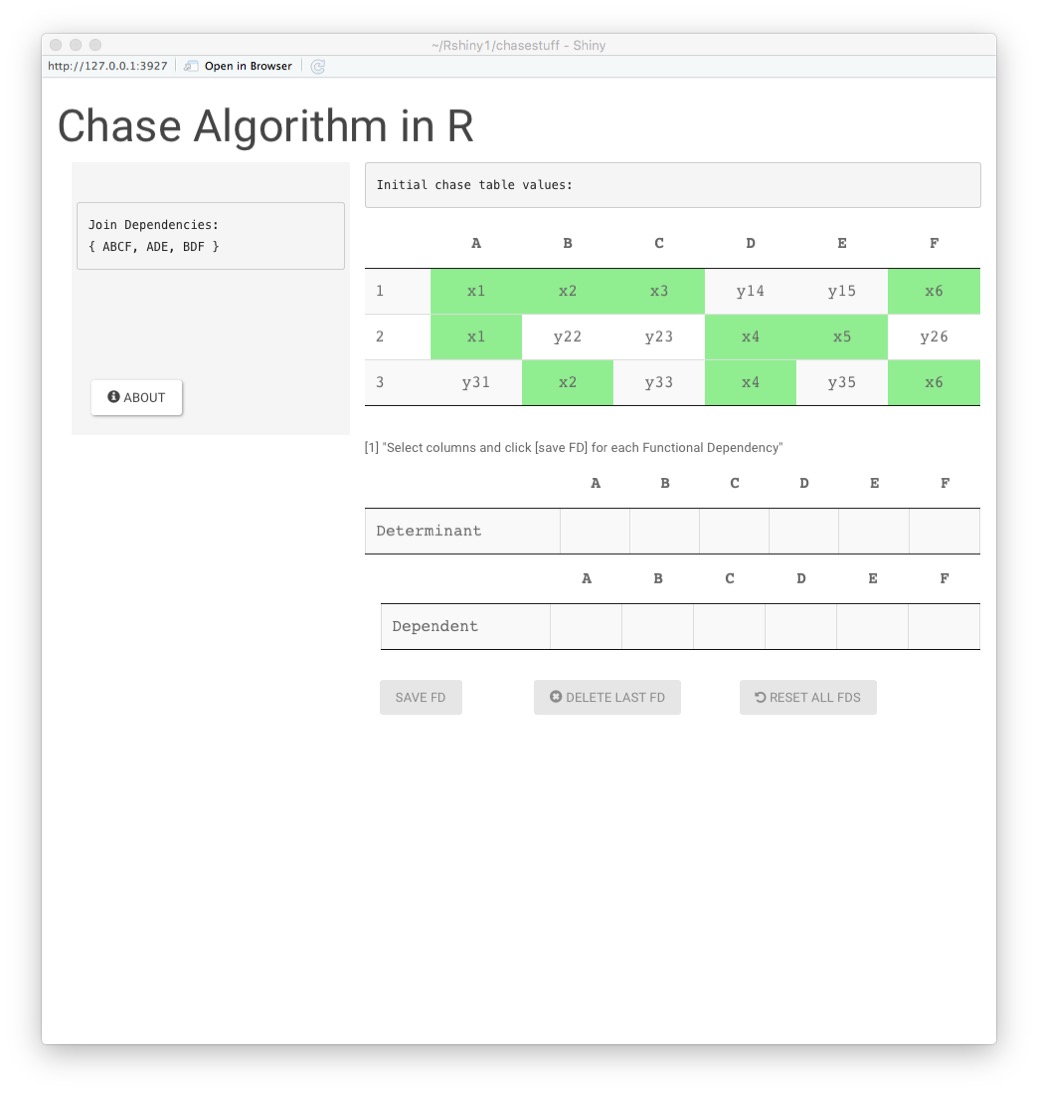 ~/Rshiny1/chasestuff - Shiny
http://127.0.0.1:3927 Open in Browser
Chase Algorithm in R
Join Dependencies:
{ ABCF, ADE, BDF }
ABOUT
Initial chase table values:
A B C D E F
1 x1 x2 x3 y14 y15 x6
2 x1 y22 y23 x4 x5 y26
3 y31 x2 y33 x4 y35 x6
[1] "Select columns and click [save FD] for each Functional Dependency"
A B C D E F
Determinant
A B C D E F
Dependent
SAVE FD DELETE LAST FD RESET ALL FDS